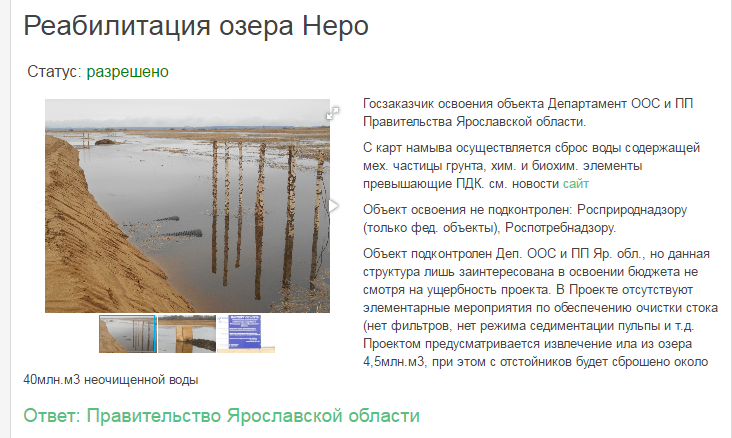 Реабилитация озера Неро
Статус: разрешено
Госзаказчик освоения объекта Департамент ООС и ПП
Правительства Ярославской области.
С карт намыва осуществляется сброс воды содержащей
мех. частицы грунта, хим. и биохим. элементы
превышающие ПДК. см. новости сайт
Объект освоения не подконтролен: Росприроднадзору
(только фед. объекты), Роспотребнадзору.
Объект подконтролен Деп. ООС и ПП Яр. обл., но данная
структура лишь заинтересована в освоении бюджета не
смотря на ущербность проекта. В Проекте отсутствуют
элементарные мероприятия по обеспечению очистки стока
(нет фильтров, нет режима седиментации пульпы и т.д.
Проектом предусматривается извлечение ила из озера
4,5млн.м3, при этом с отстойников будет сброшено около
40млн.м3 неочищенной воды
Ответ: Правительство Ярославской области